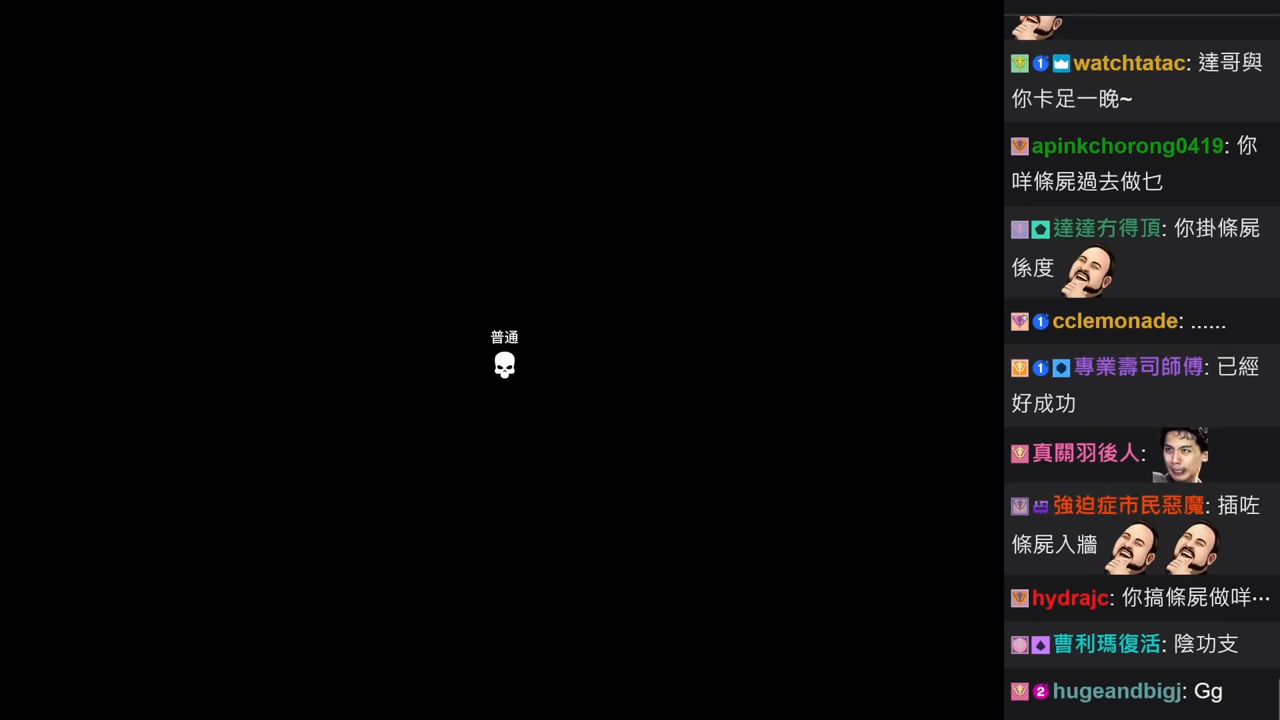 普通
watchtatac: 達哥與
你卡足一晚~
apinkchorong0419: 你
咩條屍過去做乜
達達冇得頂: 你掛條屍
係度
cclemonade: ......
專業壽司師傅: 已經
好成功
真關羽後人:
強迫症市民惡魔: 插咗
條屍入牆
hydrajc: 你搞條屍做咩…
曹利瑪復活: 陰功支
hugeandbigj: Gg